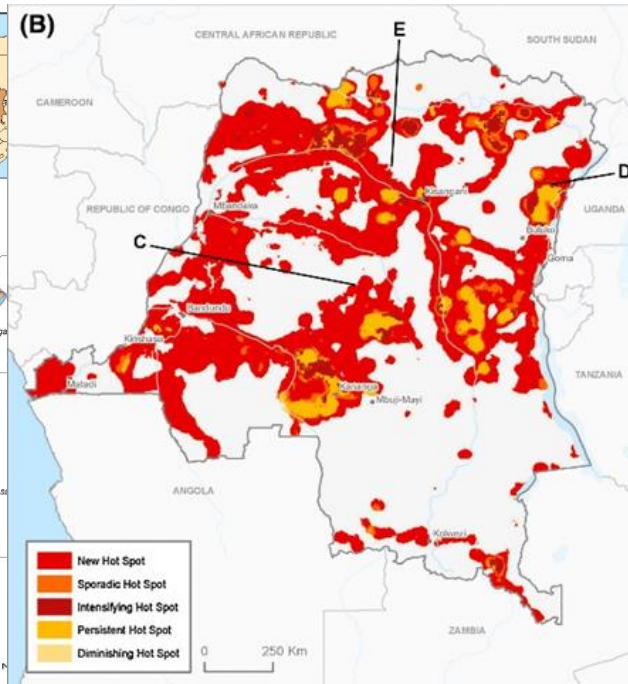 (B)
CENTRAL AFRICAN REPUBLIC
E
SOUTH SUDAN
CAMEROON
D
Kisangani
REPUBLIC OF CONGO
Mbandaka
UGANDA
Butuko
C
Goma
Bandundu
Kinshasa
TANZANIA
Matadi
Kananga
Mbuji-Mayi
ANGOLA
Kolwezi
New Hot Spot
Sporadic Hot Spot
Intensifying Hot Spot
Persistent Hot Spot
Diminishing Hot Spot
0 250 Km
ZAMBIA